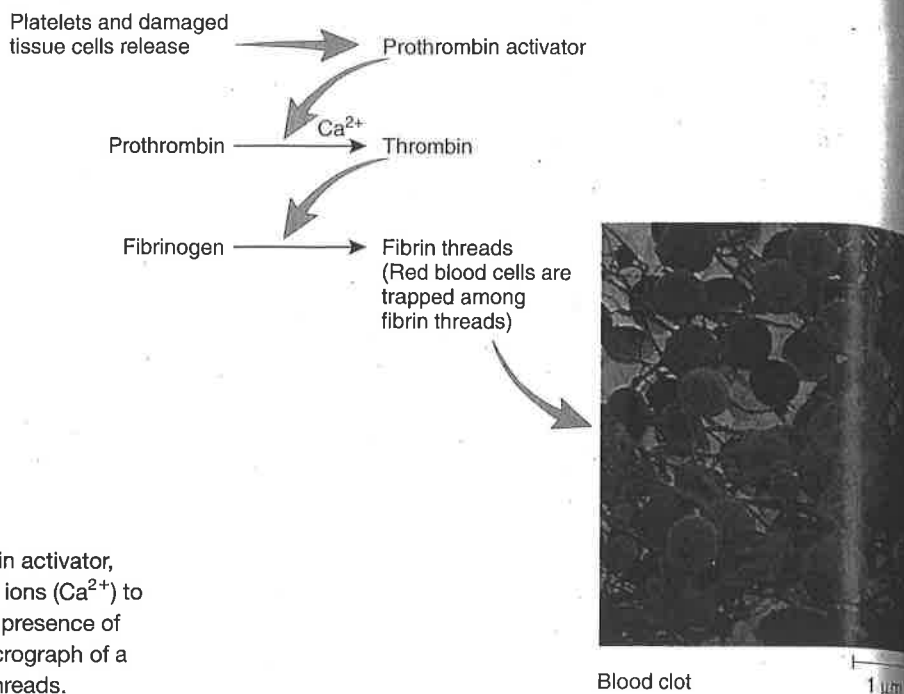 Platelets and damaged
tissue cells release
Prothrombin activator
Ca²⁺
Prothrombin
Thrombin
Fibrinogen
Fibrin threads
(Red blood cells are
trapped among
fibrin threads)
in activator,
ions (Ca²⁺) to
presence of
crograph of a
hreads.
Blood clot
1 µm